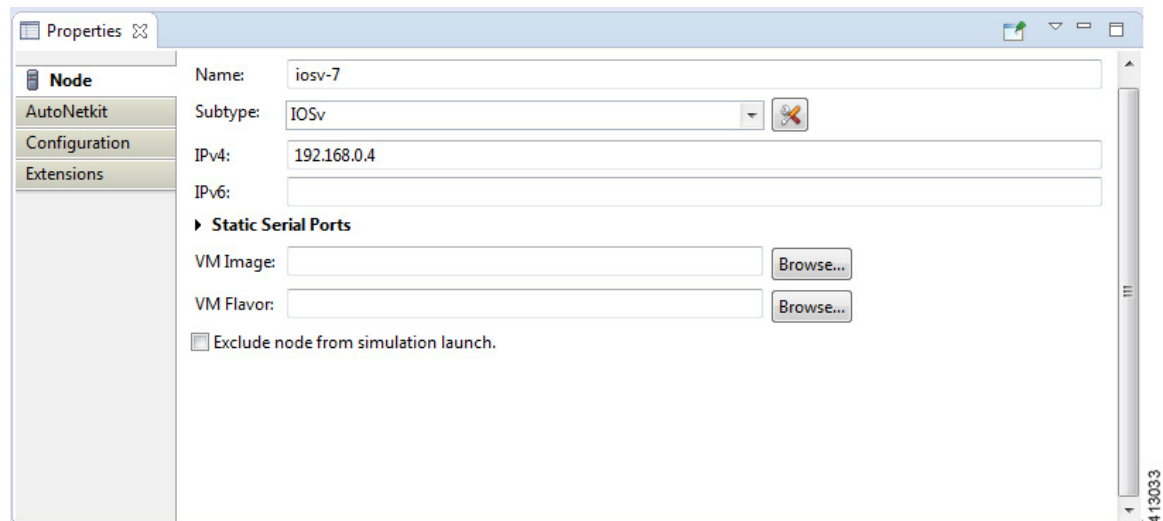 Properties
Node
AutoNetkit
Configuration
Extensions
Name: iosv-7
Subtype: IOSv
IPv4: 192.168.0.4
IPv6:
Static Serial Ports
VM Image: Browse...
VM Flavor: Browse...
Exclude node from simulation launch.
413033